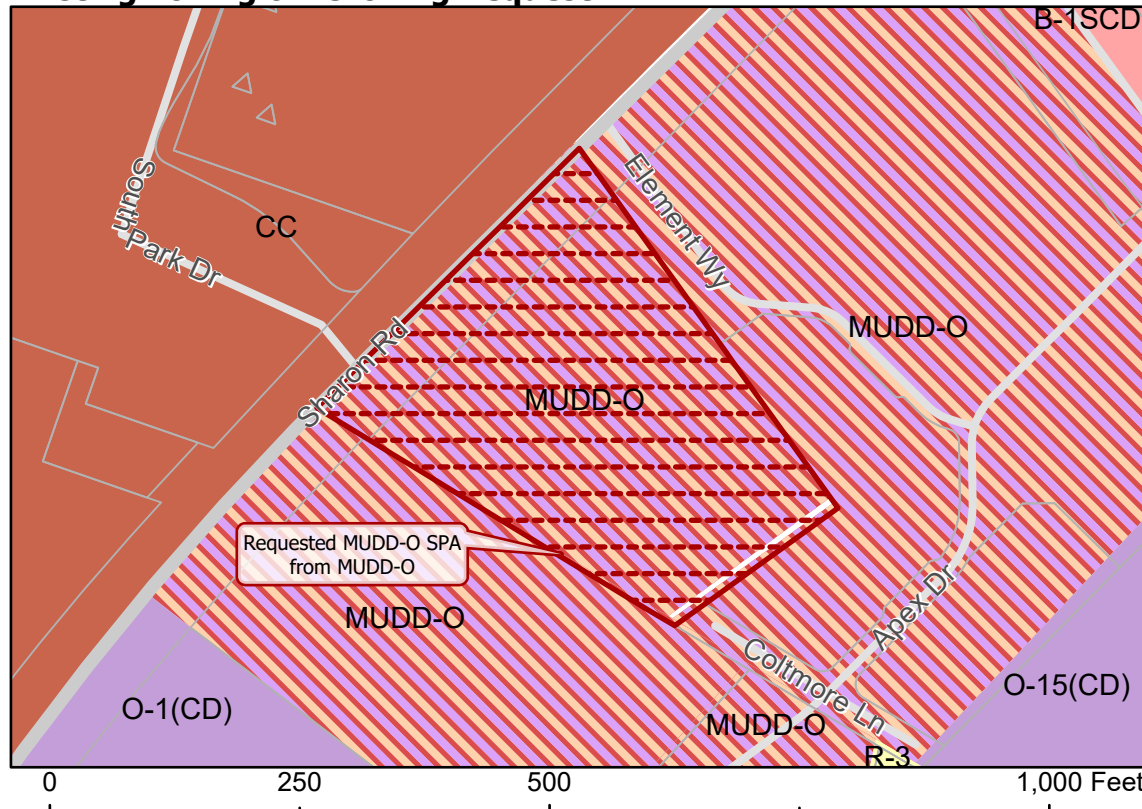 B-1SCD
South
Park Dr
CC
Element Wy
MUDD-O
Sharon Rd
MUDD-O
Requested MUDD-O SPA
from MUDD-O
MUDD-O
Apex Dr
Coltmore Ln
O-15(CD)
O-1(CD)
MUDD-O
R-3
0 250 500 1,000 Feet